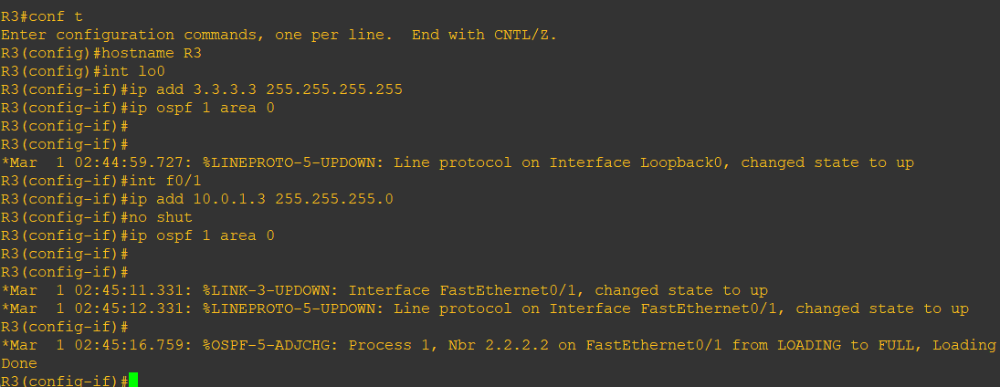 R3#conf t
Enter configuration commands, one per line.  End with CNTL/Z.
R3(config)#hostname R3
R3(config)#int lo0
R3(config-if)#ip add 3.3.3.3 255.255.255.255
R3(config-if)#ip ospf 1 area 0
R3(config-if)#
R3(config-if)#
*Mar  1 02:44:59.727: %LINEPROTO-5-UPDOWN: Line protocol on Interface Loopback0, changed state to up
R3(config-if)#int f0/1
R3(config-if)#ip add 10.0.1.3 255.255.255.0
R3(config-if)#no shut
R3(config-if)#ip ospf 1 area 0
R3(config-if)#
R3(config-if)#
*Mar  1 02:45:11.331: %LINK-3-UPDOWN: Interface FastEthernet0/1, changed state to up
*Mar  1 02:45:12.331: %LINEPROTO-5-UPDOWN: Line protocol on Interface FastEthernet0/1, changed state to up
R3(config-if)#
*Mar  1 02:45:16.759: %OSPF-5-ADJCHG: Process 1, Nbr 2.2.2.2 on FastEthernet0/1 from LOADING to FULL, Loading
Done
R3(config-if)#